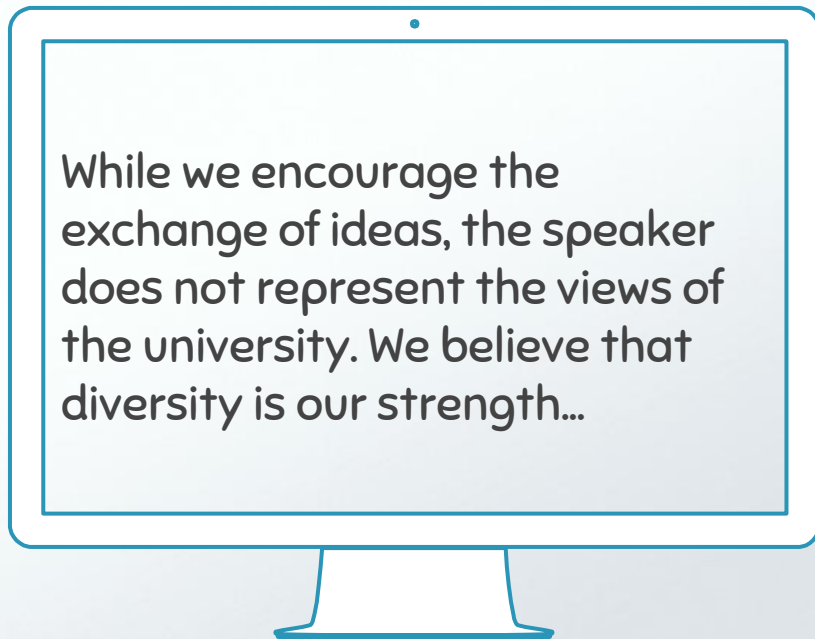 While we encourage the
exchange of ideas, the speaker
does not represent the views of
the university. We believe that
diversity is our strength...